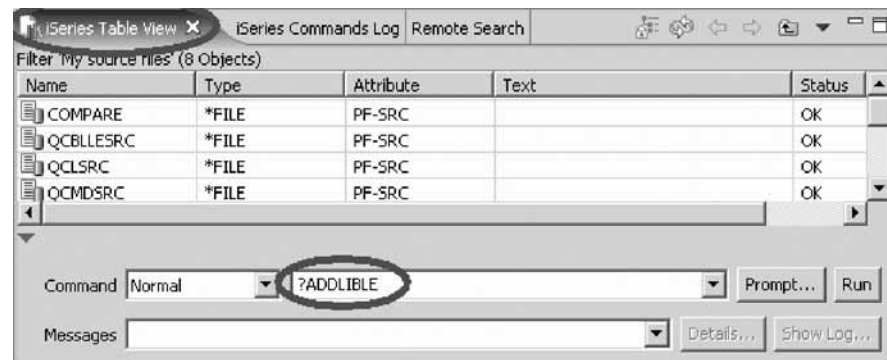 iSeries Table View iSeries Commands Log Remote Search
Filter 'My source files' (8 Objects)
Name Type Attribute Text Status
COMPARE *FILE PF-SRC OK
QCBLLESRC *FILE PF-SRC OK
QCLSRC *FILE PF-SRC OK
QCMDSRC *FILE PF-SRC OK
Command Normal ?ADDLIBLE Prompt... Run
Messages Details... Show Log...